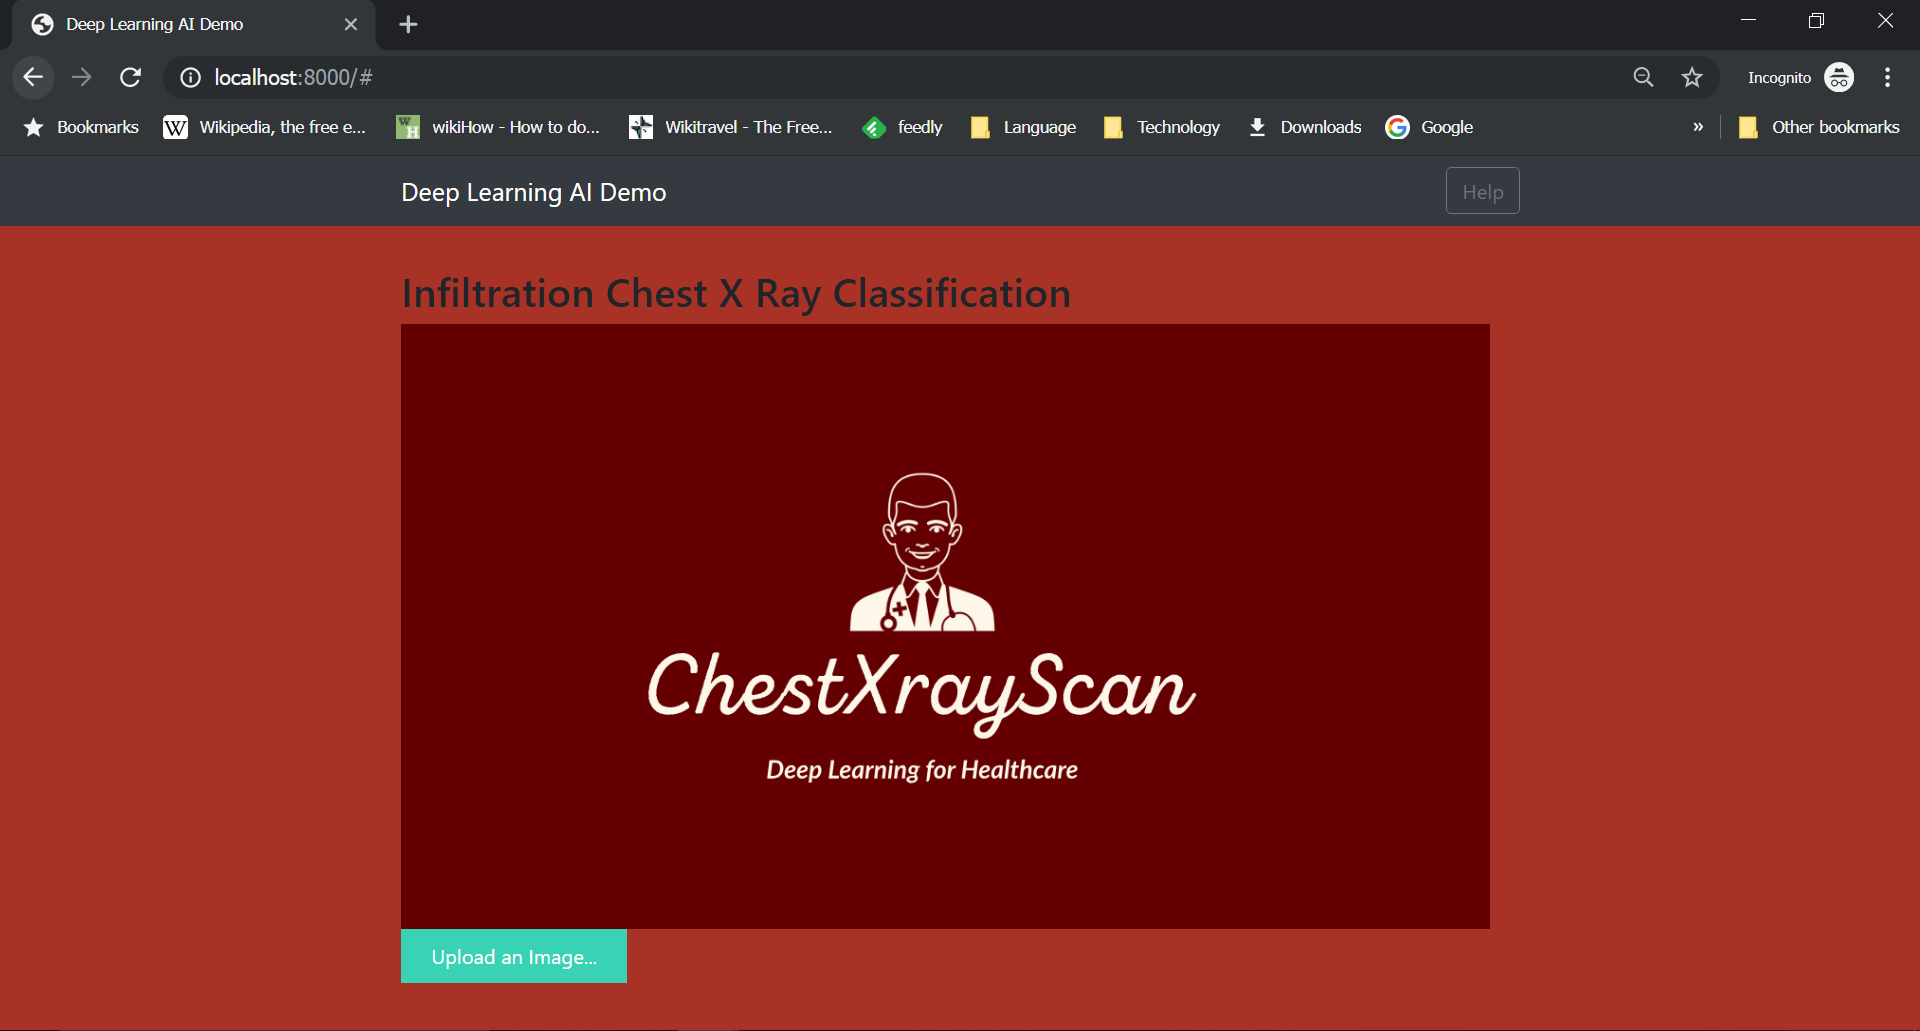 Deep Learning AI Demo
localhost:8000/#
Incognito
Bookmarks
Wikipedia, the free e...
wikiHow - How to do...
Wikitravel - The Free...
feedly
Language
Technology
Downloads
Google
»
Other bookmarks
Deep Learning AI Demo
Help
Infiltration Chest X Ray Classification
ChestXrayScan
Deep Learning for Healthcare
Upload an Image...